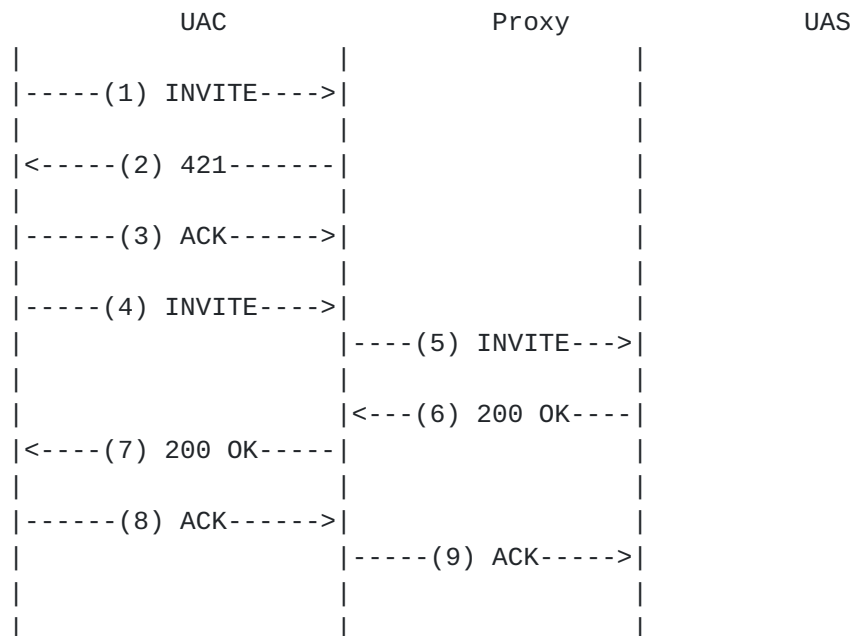 UAC Proxy UAS
| | |
|-----(1) INVITE---->| |
| | |
|<-----(2) 421-------| |
| | |
|------(3) ACK------>| |
| | |
|-----(4) INVITE---->| |
| |----(5) INVITE--->|
| | |
| |<---(6) 200 OK----|
|<----(7) 200 OK-----| |
| | |
|------(8) ACK------>| |
| |-----(9) ACK----->|
| | |
| | |